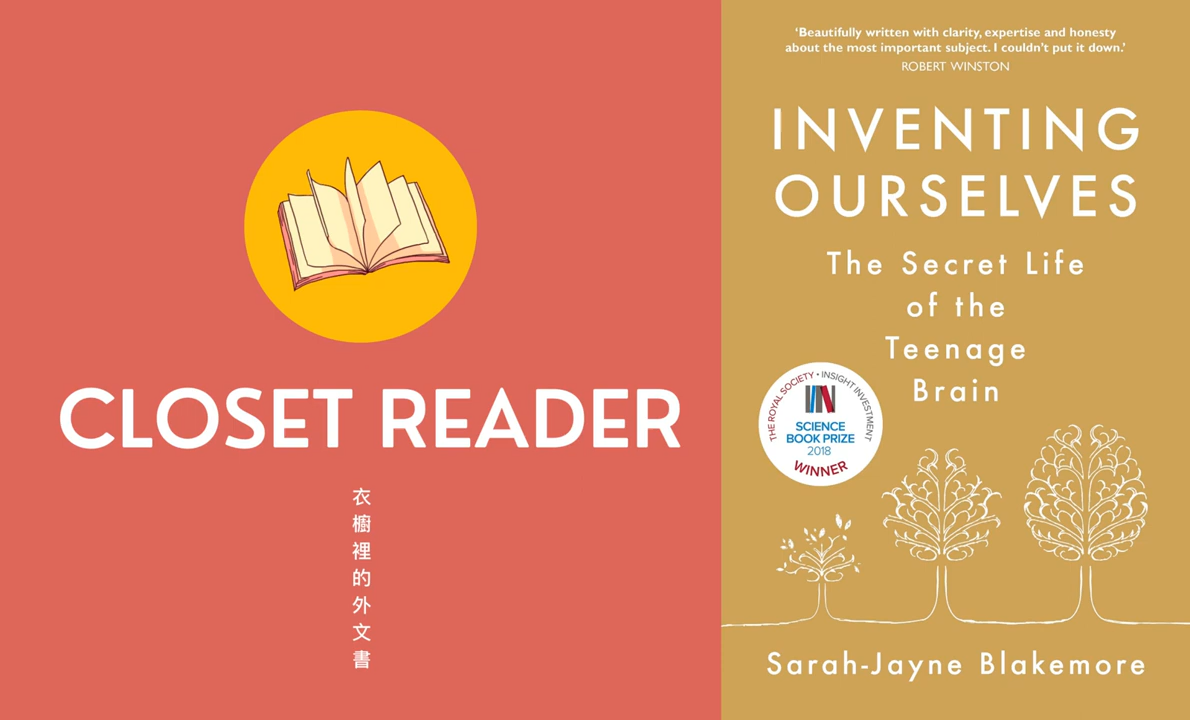 CLOSET READER
衣櫥裡的外文書
‘Beautifully written with clarity, expertise and honesty
about the most important subject. I couldn’t put it down.’
ROBERT WINSTON
INVENTING
OURSELVES
The Secret Life
of the
Teenage
Brain
THE ROYAL SOCIETY • INSIGHT INVESTMENT
SCIENCE
BOOK PRIZE
2018
WINNER
Sarah-Jayne Blakemore